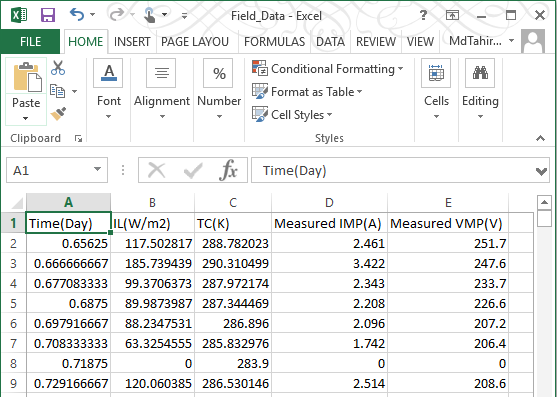 Field_Data - Excel
FILE HOME INSERT PAGE LAYOU FORMULAS DATA REVIEW VIEW MdTahir...
Paste
Font
Alignment
Number
%
Conditional Formatting
Format as Table
Cell Styles
Cells
Editing
Clipboard
Styles
A1
fx
Time(Day)
A B C D E
1 Time(Day) IL(W/m2) TC(K) Measured IMP(A) Measured VMP(V)
2 0.65625 117.502817 288.782023 2.461 251.7
3 0.666666667 185.739439 290.310499 3.422 247.6
4 0.677083333 99.3706373 287.972174 2.343 233.7
5 0.6875 89.9873987 287.344469 2.208 226.6
6 0.697916667 88.2347531 286.896 2.096 207.2
7 0.708333333 63.3254555 285.832976 1.742 206.4
8 0.71875 0 283.9 0 0
9 0.729166667 120.060385 286.530146 2.514 208.6